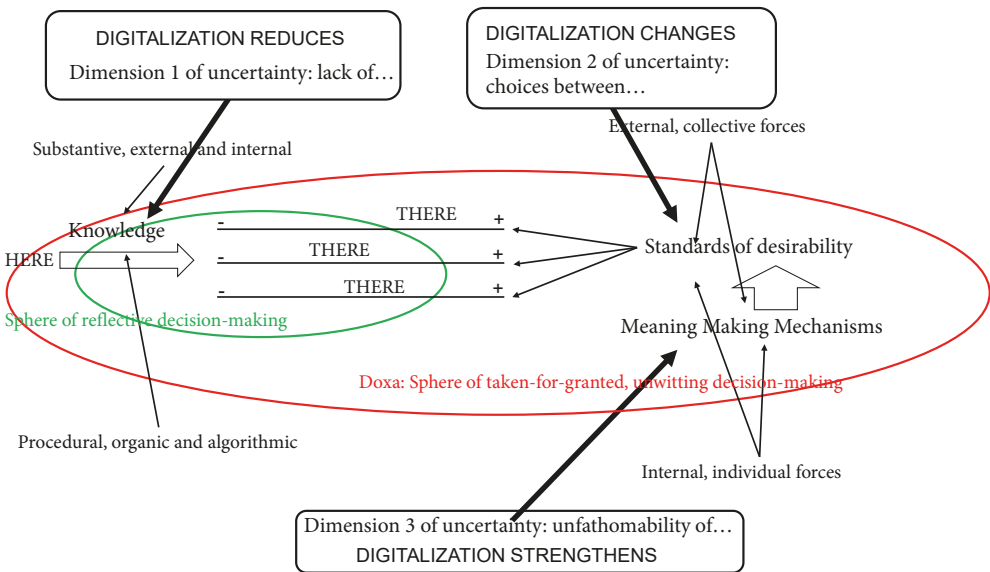 DIGITALIZATION REDUCES
Dimension 1 of uncertainty: lack of…
DIGITALIZATION CHANGES
Dimension 2 of uncertainty:
choices between…
External, collective forces
Substantive, external and internal
Knowledge
- THERE +
HERE
- THERE +
- THERE +
Standards of desirability
Sphere of reflective decision-making
Meaning Making Mechanisms
Doxa: Sphere of taken-for-granted, unwitting decision-making
Procedural, organic and algorithmic
Internal, individual forces
Dimension 3 of uncertainty: unfathomability of…
DIGITALIZATION STRENGTHENS